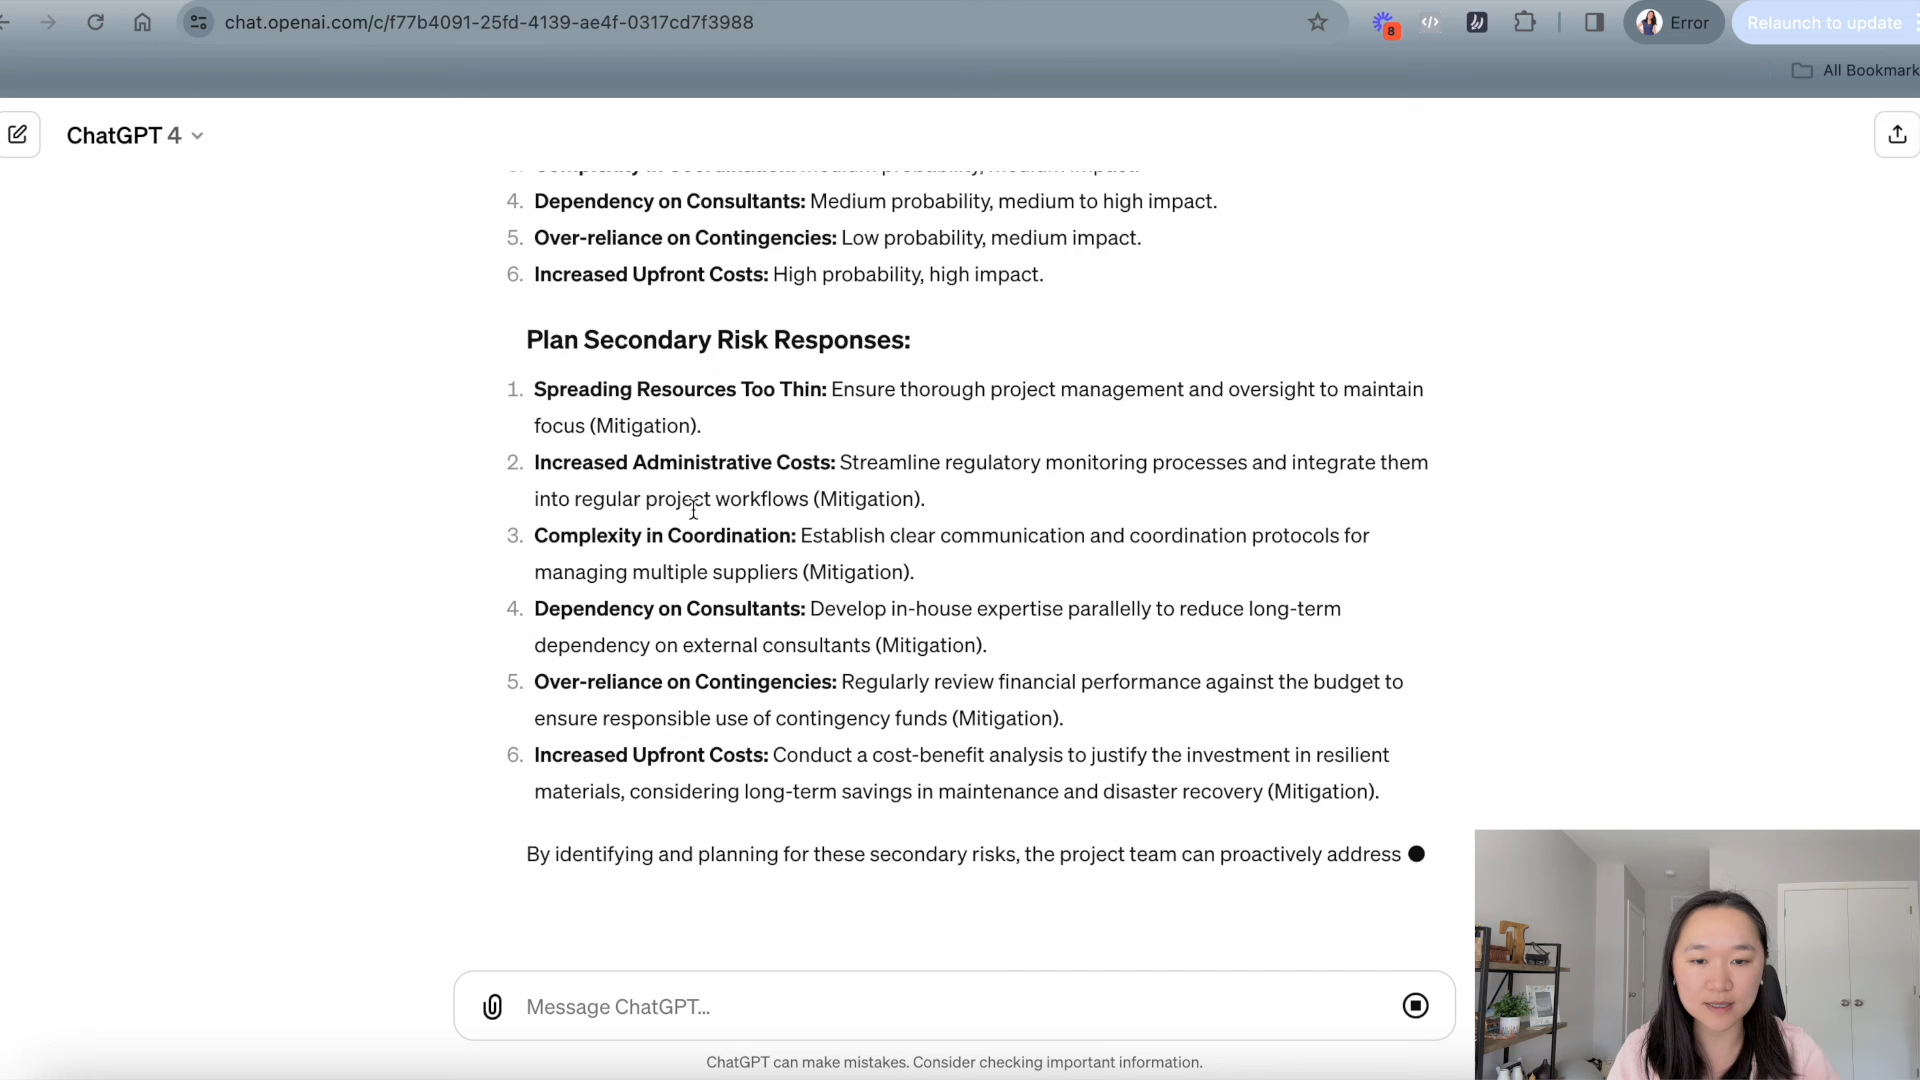 chat.openai.com/c/f77b4091-25fd-4139-ae4f-0317cd7f3988
8
Error
Relaunch to update
All Bookmark
ChatGPT 4
3. Complexity in Coordination: Medium probability, medium impact.
4. Dependency on Consultants: Medium probability, medium to high impact.
5. Over-reliance on Contingencies: Low probability, medium impact.
6. Increased Upfront Costs: High probability, high impact.
Plan Secondary Risk Responses:
1. Spreading Resources Too Thin: Ensure thorough project management and oversight to maintain
focus (Mitigation).
2. Increased Administrative Costs: Streamline regulatory monitoring processes and integrate them
into regular project workflows (Mitigation).
3. Complexity in Coordination: Establish clear communication and coordination protocols for
managing multiple suppliers (Mitigation).
4. Dependency on Consultants: Develop in-house expertise parallelly to reduce long-term
dependency on external consultants (Mitigation).
5. Over-reliance on Contingencies: Regularly review financial performance against the budget to
ensure responsible use of contingency funds (Mitigation).
6. Increased Upfront Costs: Conduct a cost-benefit analysis to justify the investment in resilient
materials, considering long-term savings in maintenance and disaster recovery (Mitigation).
By identifying and planning for these secondary risks, the project team can proactively address
Message ChatGPT...
ChatGPT can make mistakes. Consider checking important information.